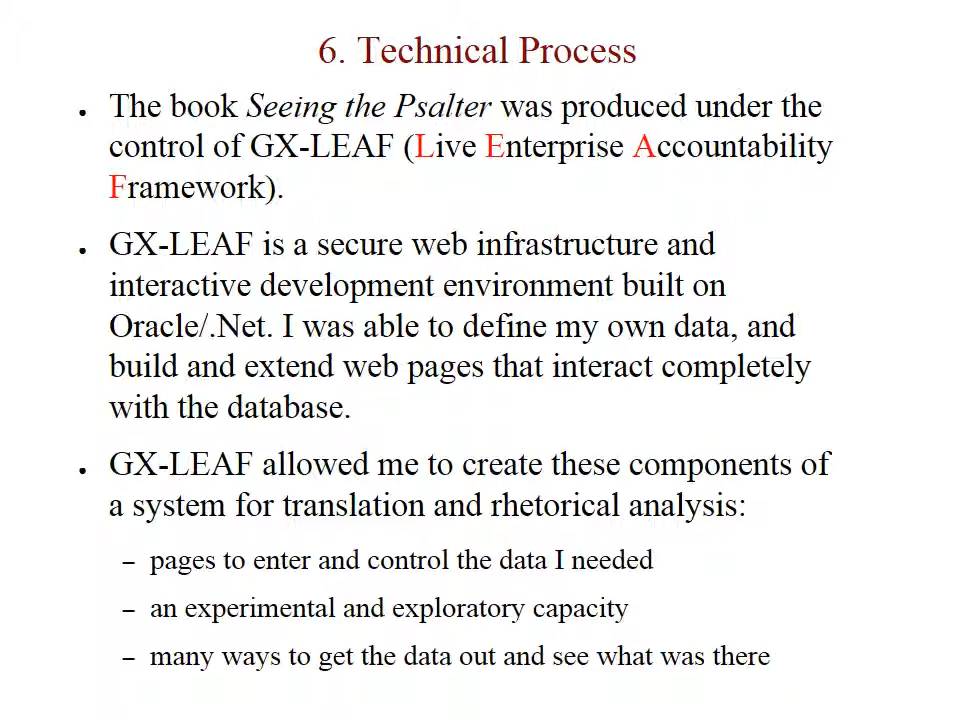 6. Technical Process
• The book Seeing the Psalter was produced under the
control of GX-LEAF (Live Enterprise Accountability
Framework).
• GX-LEAF is a secure web infrastructure and
interactive development environment built on
Oracle/.Net. I was able to define my own data, and
build and extend web pages that interact completely
with the database.
• GX-LEAF allowed me to create these components of
a system for translation and rhetorical analysis:
– pages to enter and control the data I needed
– an experimental and exploratory capacity
– many ways to get the data out and see what was there